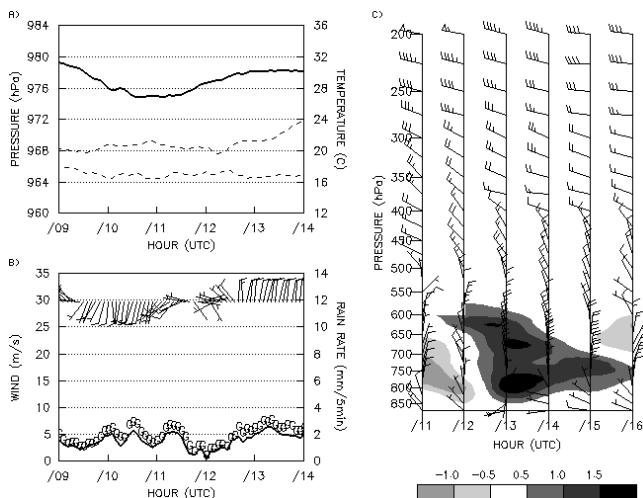 A)
984
980
976
972
968
964
960
PRESSURE (hPa)
36
32
28
24
20
16
12
TEMPERATURE (C)
/09 /10 /11 /12 /13 /14
HOUR (UTC)
B)
35
30
25
20
15
10
5
0
WIND (m/s)
14
12
10
8
6
4
2
0
RAIN RATE (mm/5min)
G G G G G G G G G G G G G G G G G G G G G G G G G G G G G G G G G G G G G G G G G G G G G G G G G
/09 /10 /11 /12 /13 /14
HOUR (UTC)
C)
200
250
300
350
400
500
650
700
750
800
850
PRESSURE (hPa)
/11 /12 /13 /14 /15 /16
HOUR (UTC)
−1.0 −0.5 0.5 1.0 1.5